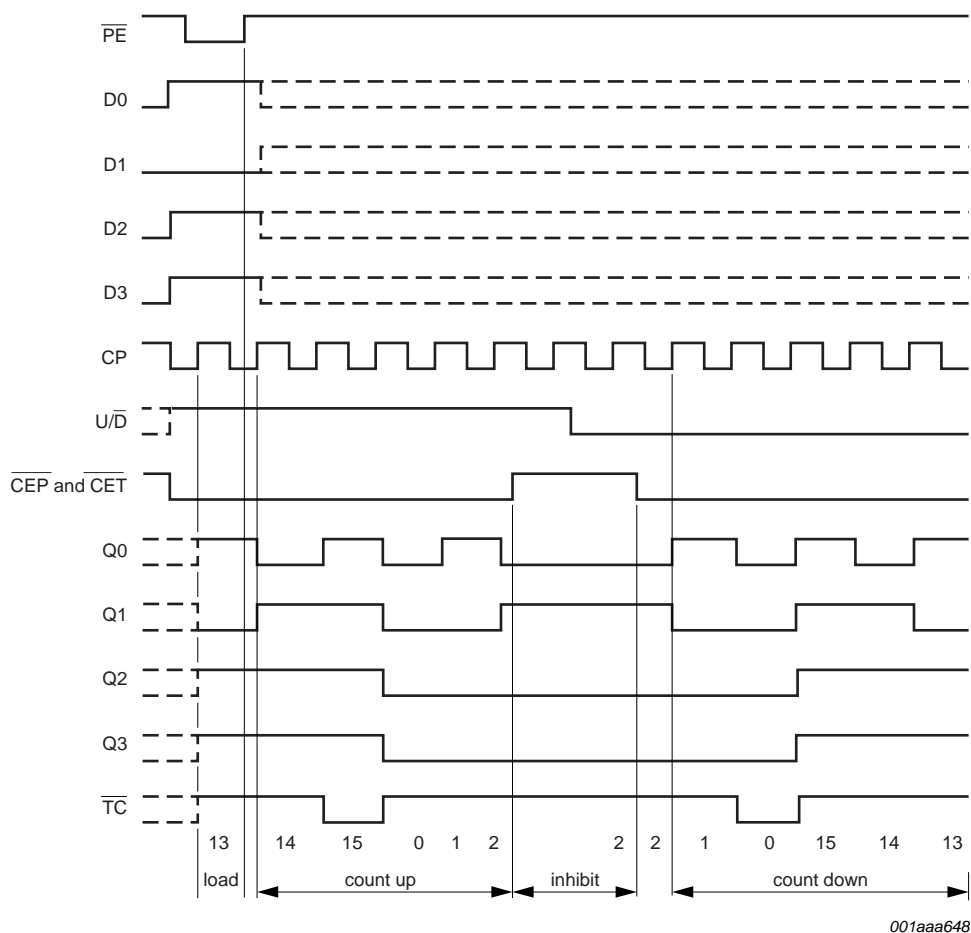 PE
D0
D1
D2
D3
CP
U/D
CEP and CET
Q0
Q1
Q2
Q3
TC
13 14 15 0 1 2 2 2 1 0 15 14 13
load count up inhibit count down
001aaa648